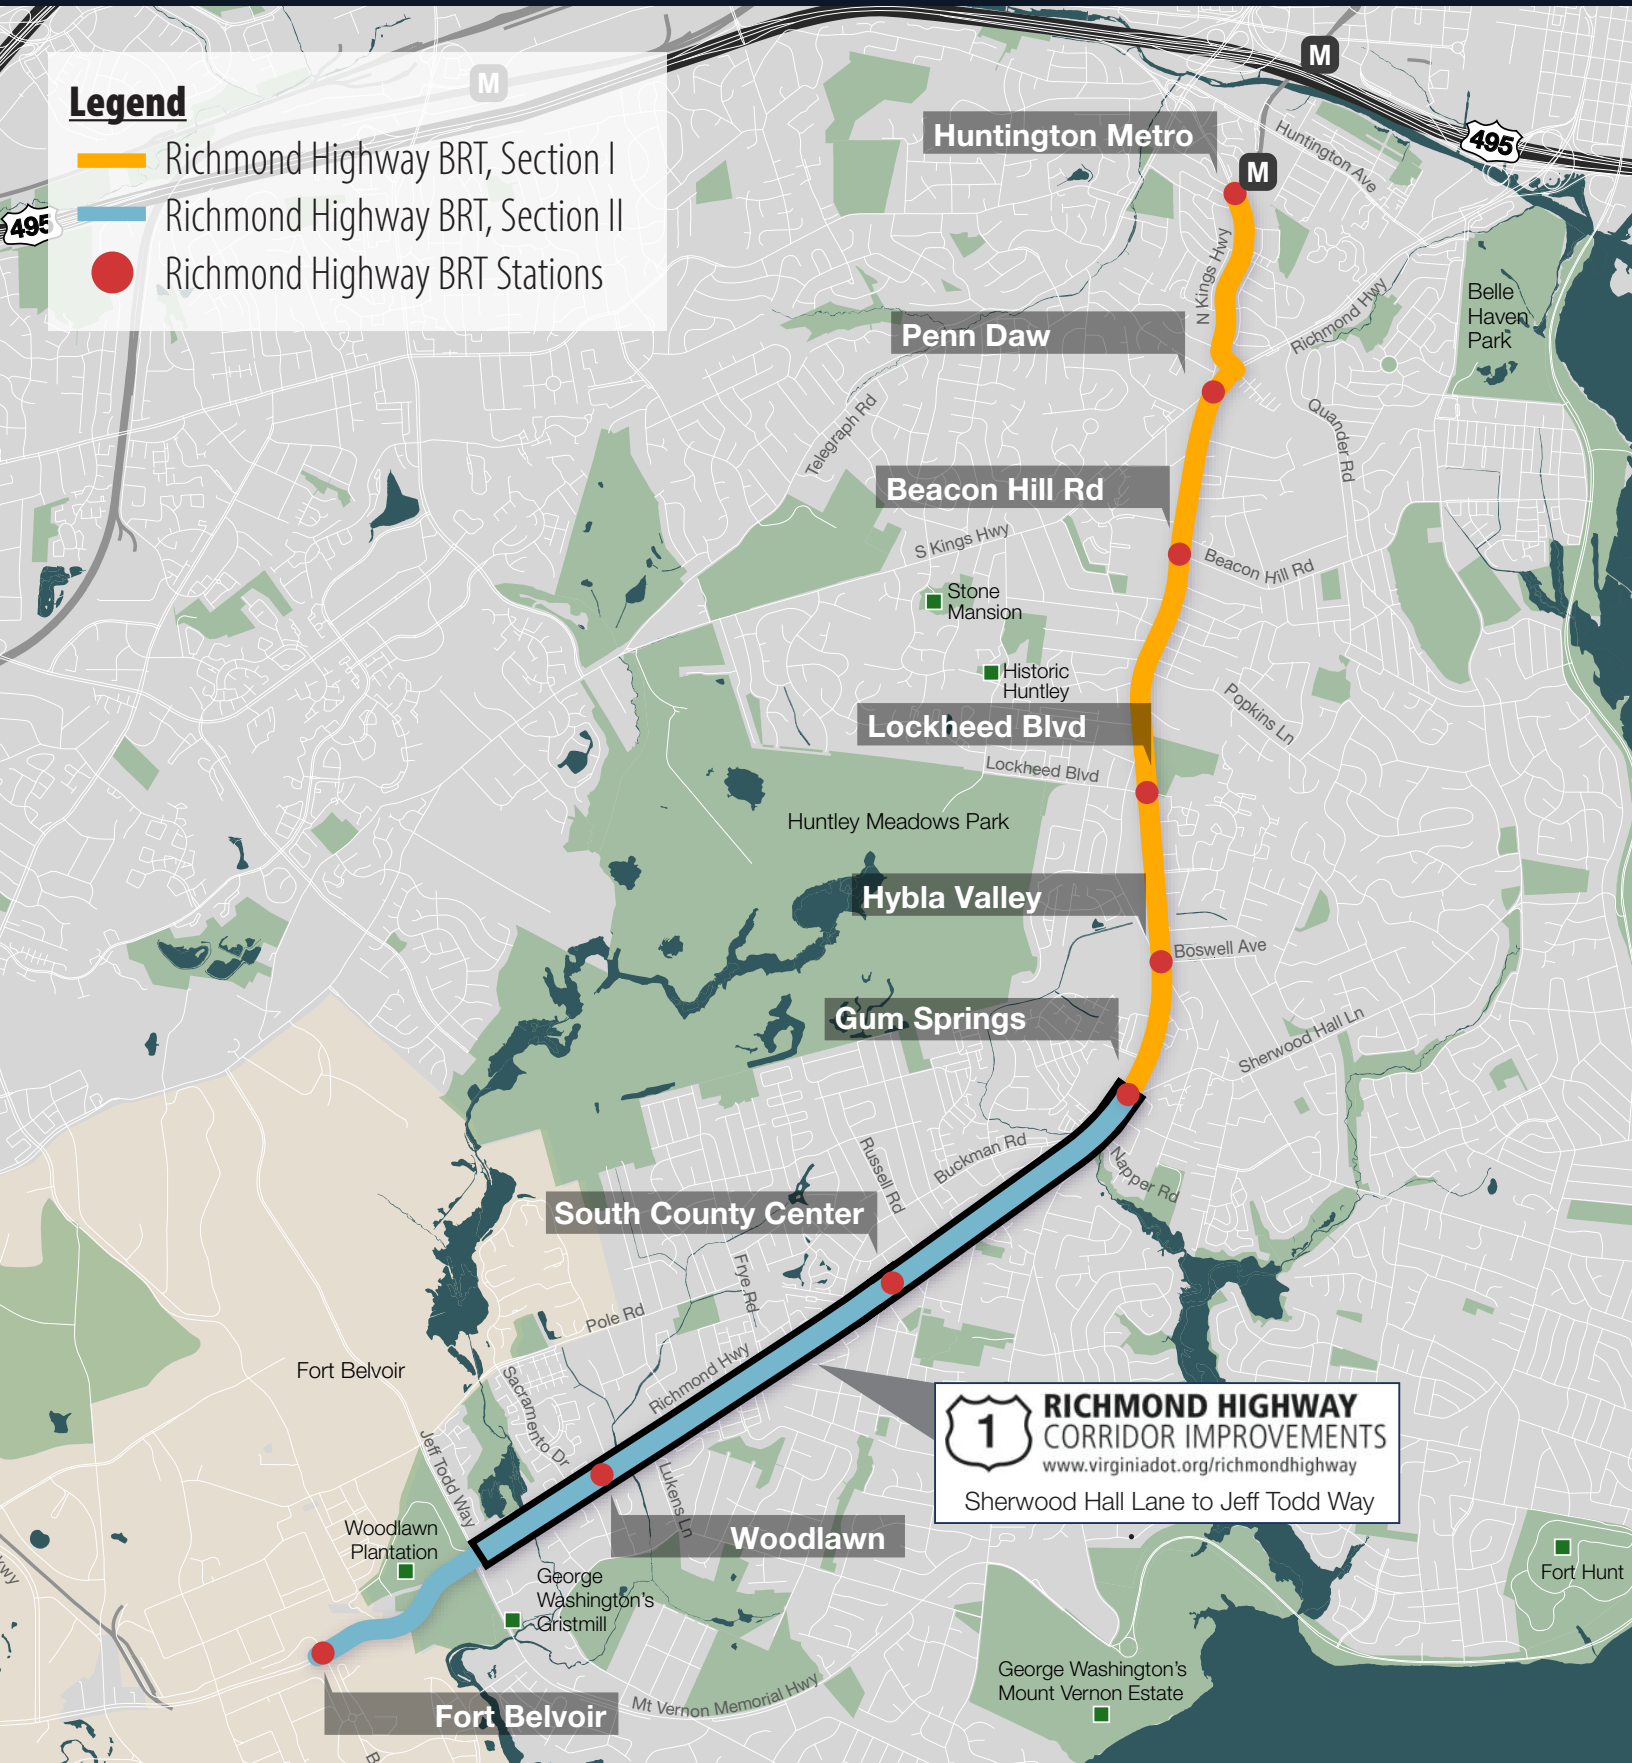 M
M
Legend
Richmond Highway BRT, Section I
Richmond Highway BRT, Section II
Richmond Highway BRT Stations
495
495
Huntington Metro
M
Huntington Ave
N Kings Hwy
Richmond Hwy
Belle
Haven
Park
Penn Daw
Telegraph Rd
Quander Rd
Beacon Hill Rd
S Kings Hwy
Beacon Hill Rd
Stone
Mansion
Historic
Huntley
Popkins Ln
Lockheed Blvd
Lockheed Blvd
Huntley Meadows Park
Hybla Valley
Boswell Ave
Gum Springs
Sherwood Hall Ln
Russell Rd
Buckman Rd
Napper Rd
South County Center
Frye Rd
Pole Rd
Richmond Hwy
Fort Belvoir
Sacramento Dr
Jeff Todd Way
Lukens Ln
1
RICHMOND HIGHWAY
CORRIDOR IMPROVEMENTS
www.virginiadot.org/richmondhighway
Sherwood Hall Lane to Jeff Todd Way
Woodlawn
Woodlawn
Plantation
George
Washington's
Gristmill
Fort Hunt
George Washington's
Mount Vernon Estate
Mt Vernon Memorial Hwy
Fort Belvoir